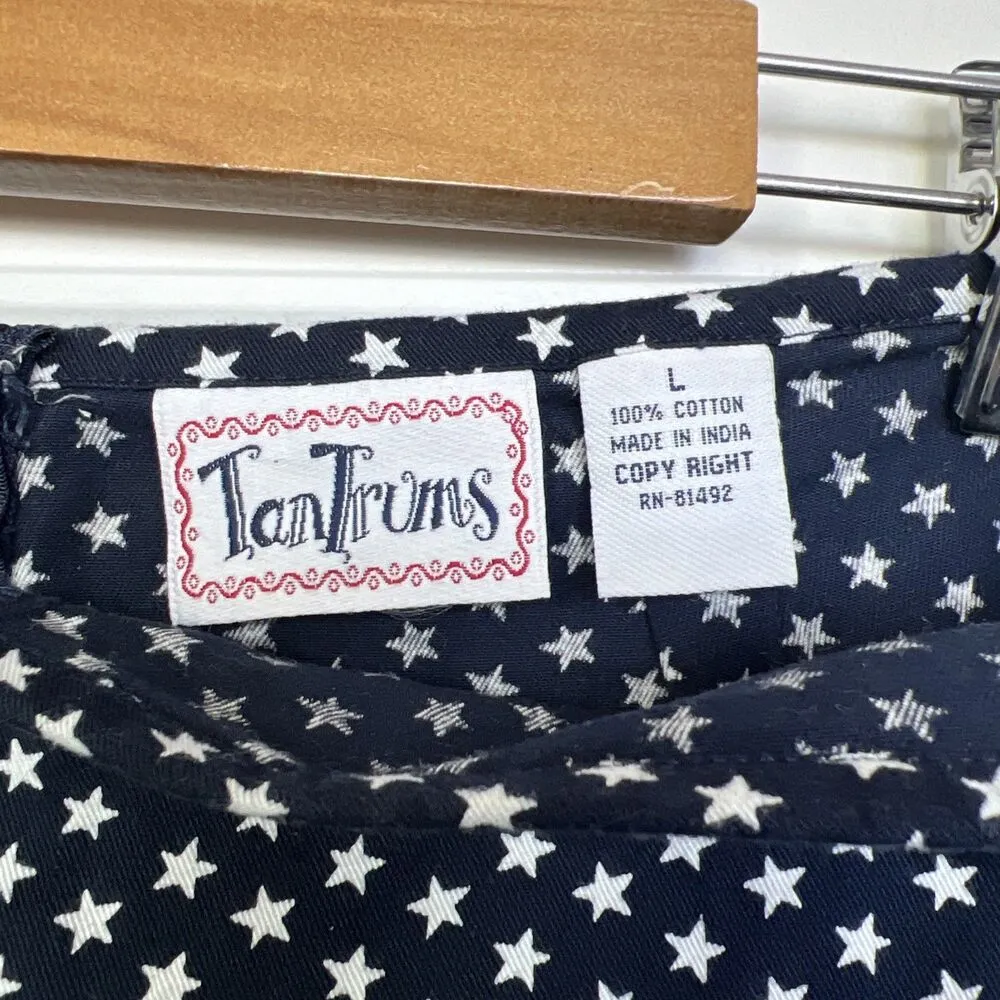 TanTrums
L
100% COTTON
MADE IN INDIA
COPY RIGHT
RN-81492